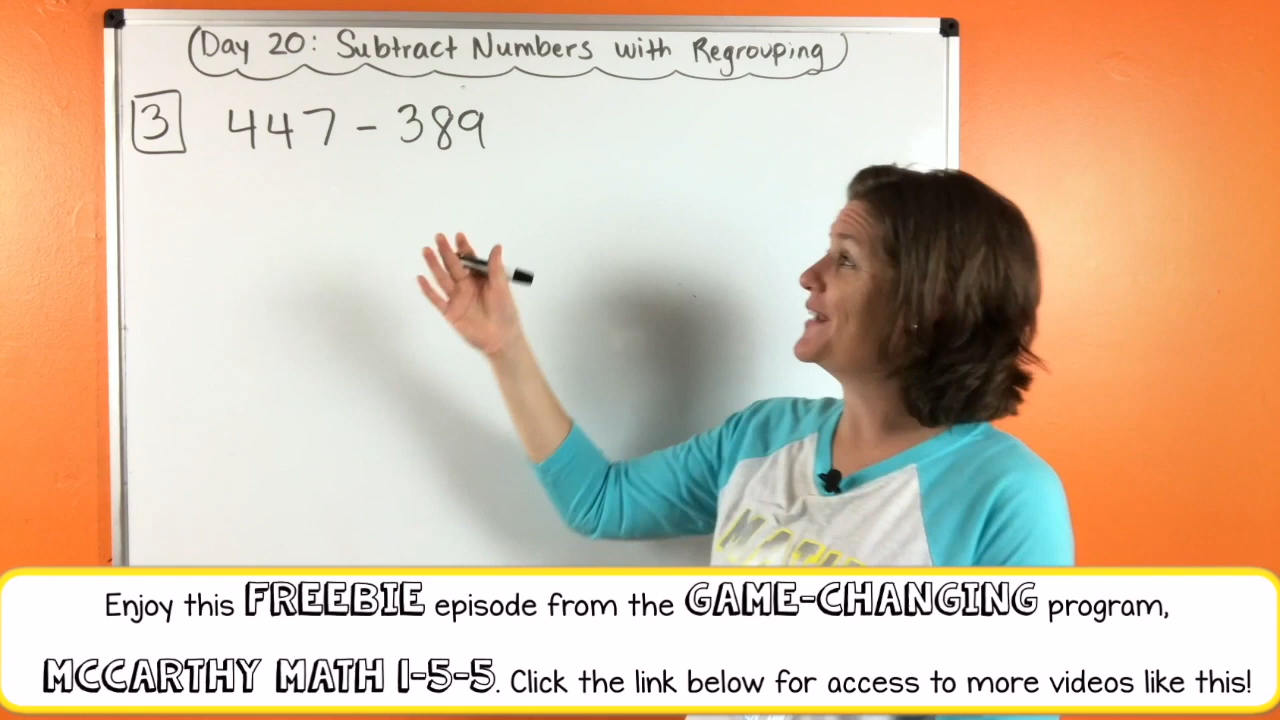 Day 20: Subtract Numbers with Regrouping
3 447 - 389
Enjoy this FREEBIE episode from the GAME-CHANGING program,
MCCARTHY MATH 1-5-5. Click the link below for access to more videos like this!